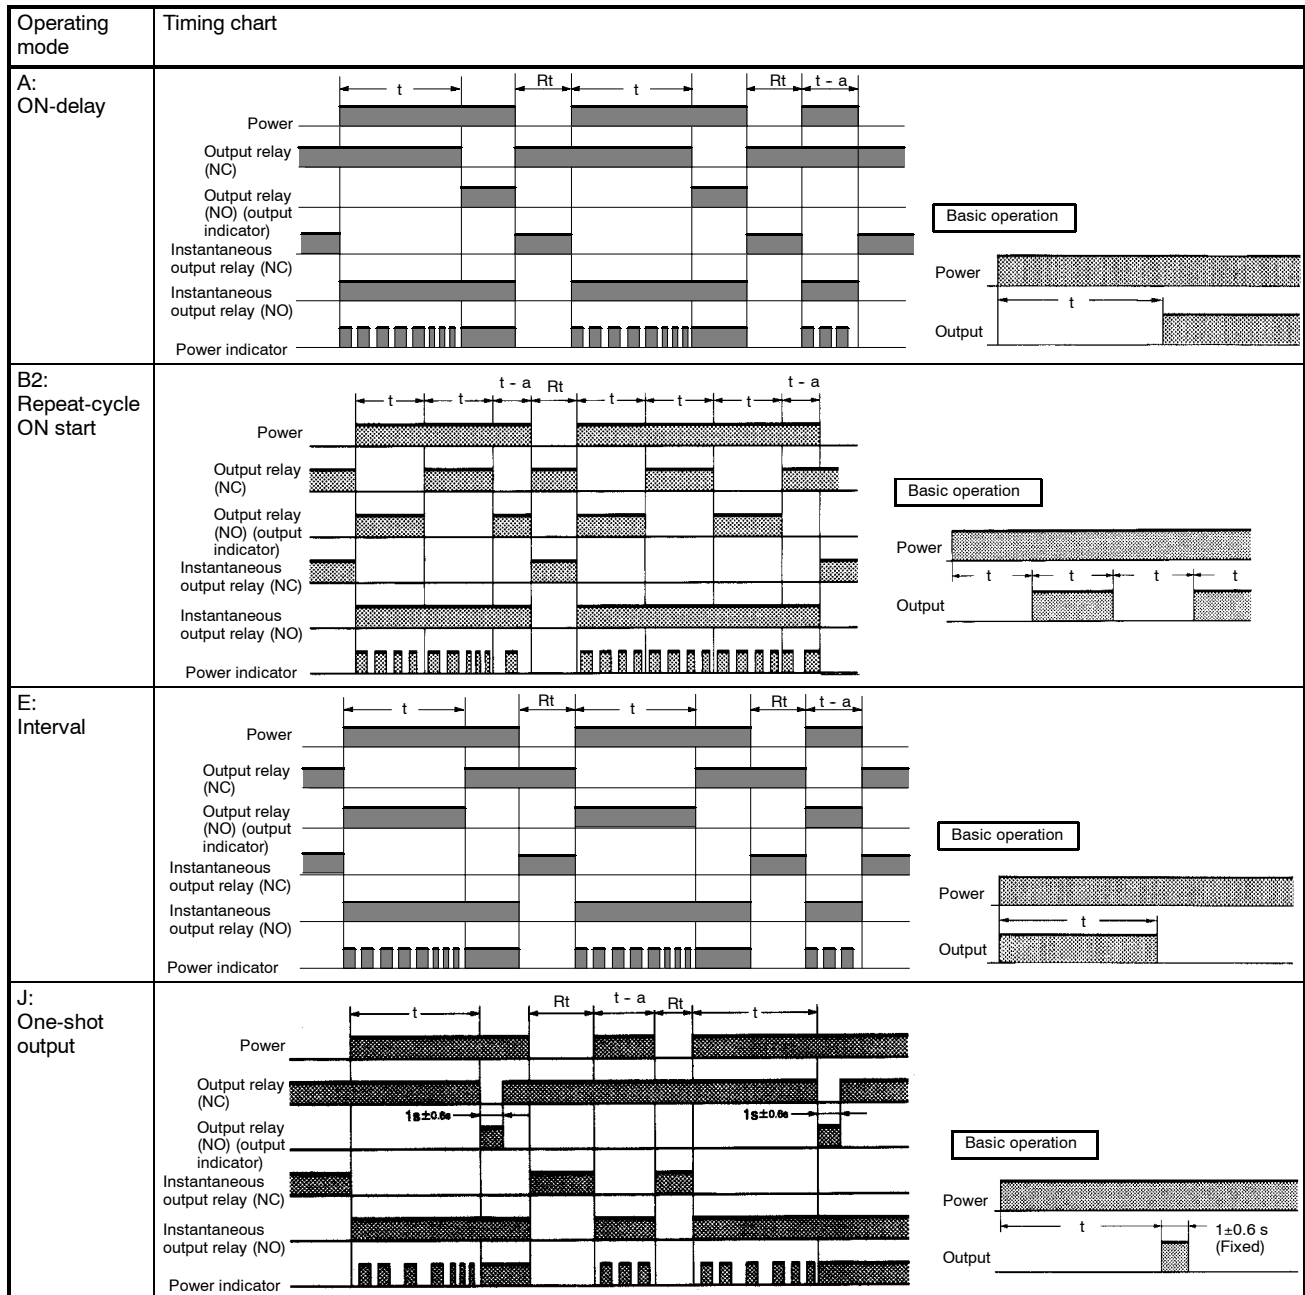 Operating
mode
Timing chart
A:
ON-delay
t
Rt
t
Rt
t - a
Power
Output relay
(NC)
Output relay
(NO) (output
indicator)
Instantaneous
output relay (NC)
Instantaneous
output relay (NO)
Power indicator
Basic operation
Power
t
Output
B2:
Repeat-cycle
ON start
t
t
t - a
Rt
t
t
t
t - a
Power
Output relay
(NC)
Output relay
(NO) (output
indicator)
Instantaneous
output relay (NC)
Instantaneous
output relay (NO)
Power indicator
Basic operation
Power
t
t
t
t
Output
E:
Interval
t
Rt
t
Rt
t - a
Power
Output relay
(NC)
Output relay
(NO) (output
indicator)
Instantaneous
output relay (NC)
Instantaneous
output relay (NO)
Power indicator
Basic operation
Power
t
Output
J:
One-shot
output
t
Rt
t - a
Rt
t
Power
Output relay
(NC)
1s±0.6s
1s±0.6s
Output relay
(NO) (output
indicator)
Instantaneous
output relay (NC)
Instantaneous
output relay (NO)
Power indicator
Basic operation
Power
t
1±0.6 s
(Fixed)
Output